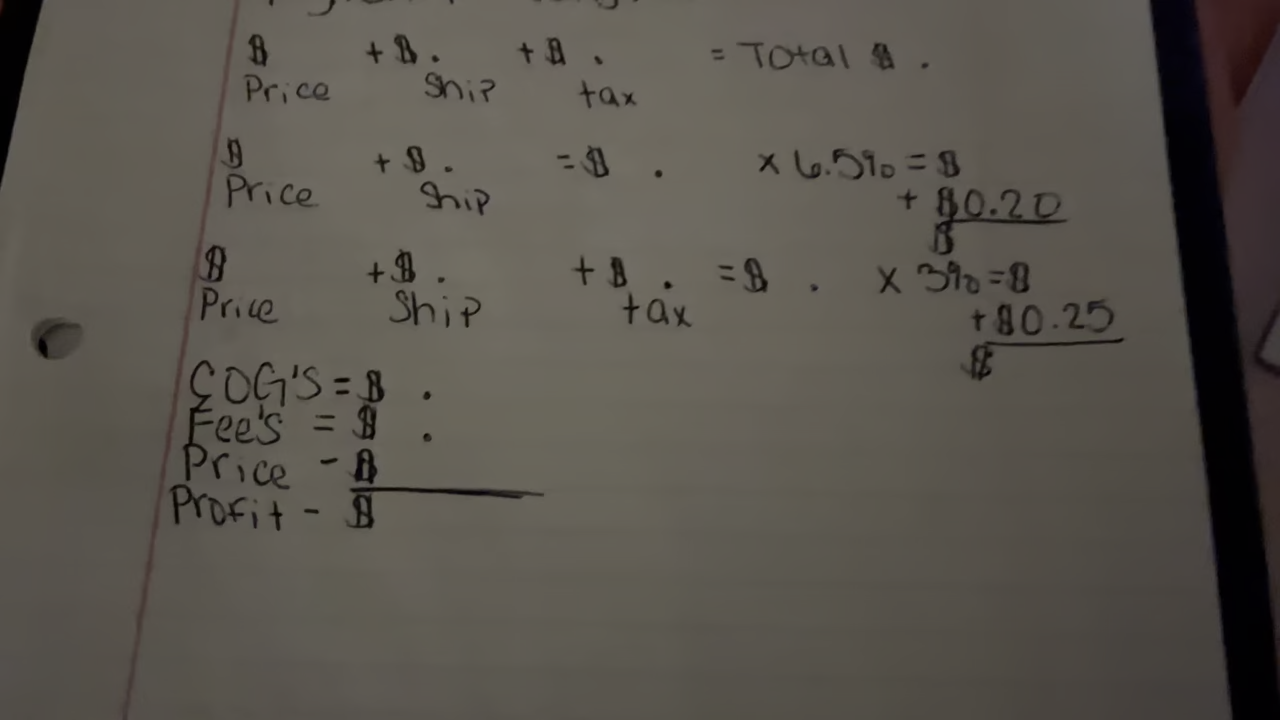 $ + $ . + $ . = Total $ .
Price Ship tax
$ + $ . = $ . x 6.5% = $
Price Ship + $0.20
$
$ + $ . + $ . = $ . x 3% = $
Price Ship tax + $0.25
$
COG'S = $ .
Fee's = $ .
Price - $
Profit - $